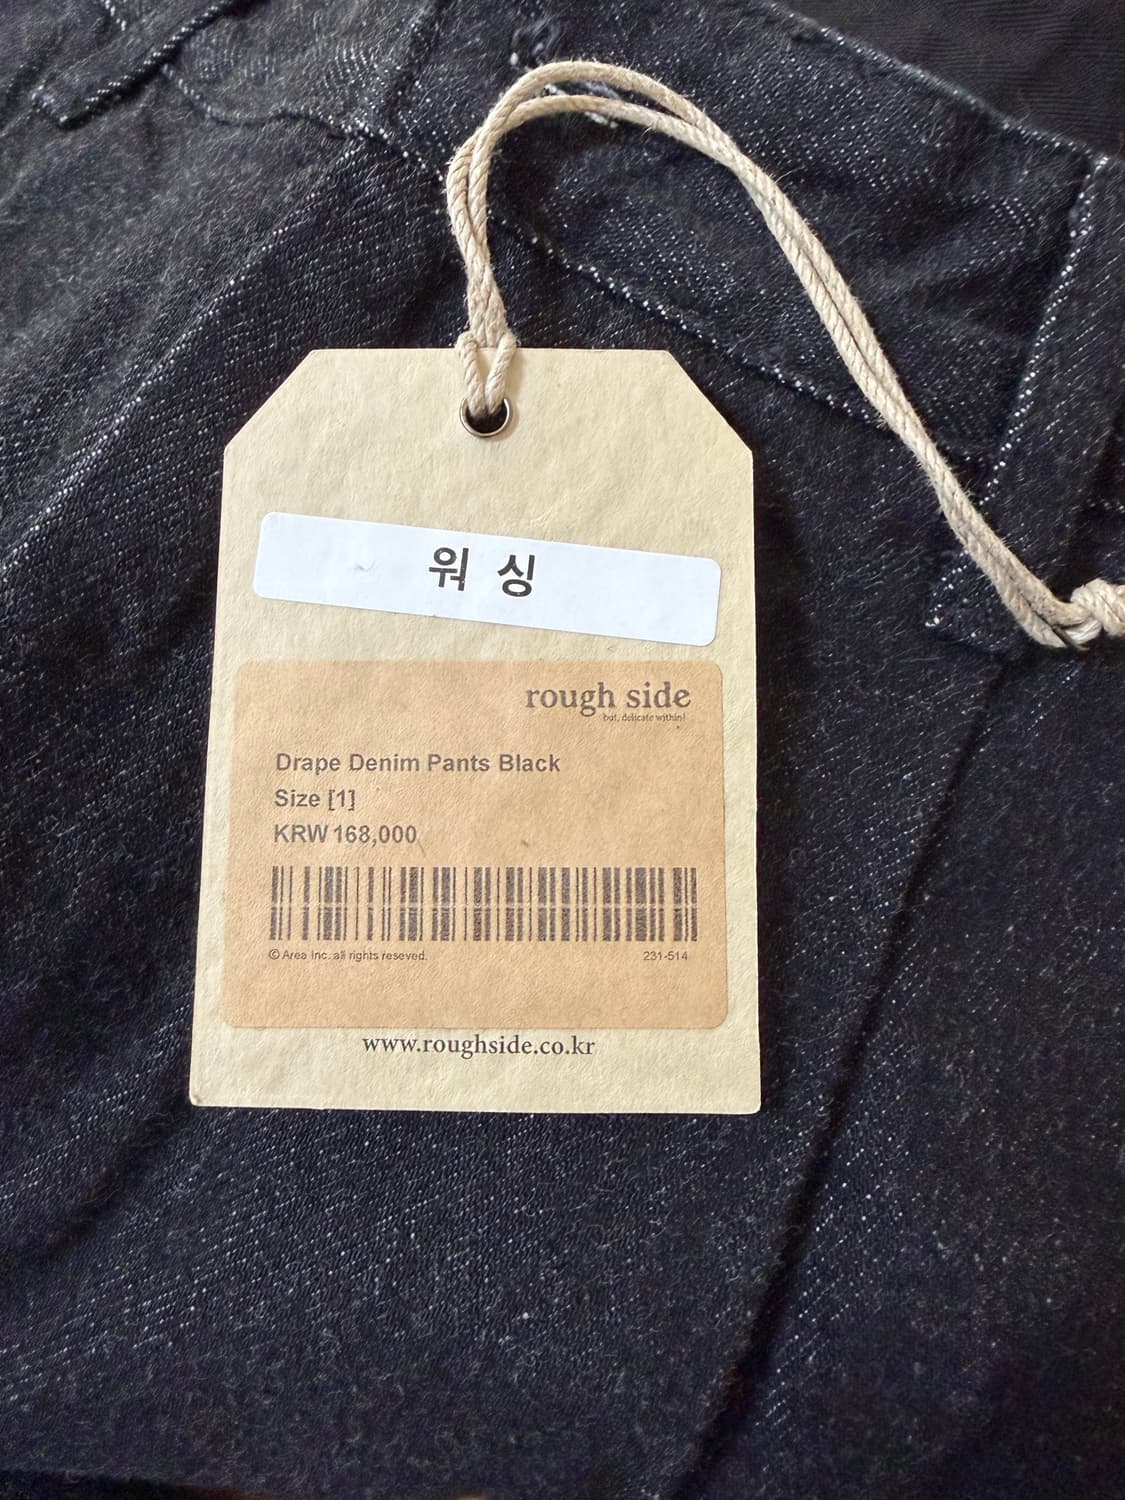 워 싱
rough side
but, delicate within!
Drape Denim Pants Black
Size [1]
KRW 168,000
© Area Inc. all rights reseved.
231-514
www.roughside.co.kr